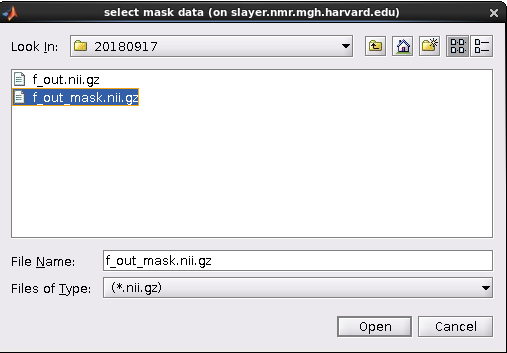 select mask data (on slayer.nmr.mgh.harvard.edu)
Look In: 20180917
f_out.nii.gz
f_out_mask.nii.gz
File Name: f_out_mask.nii.gz
Files of Type: (*.nii.gz)
Open Cancel